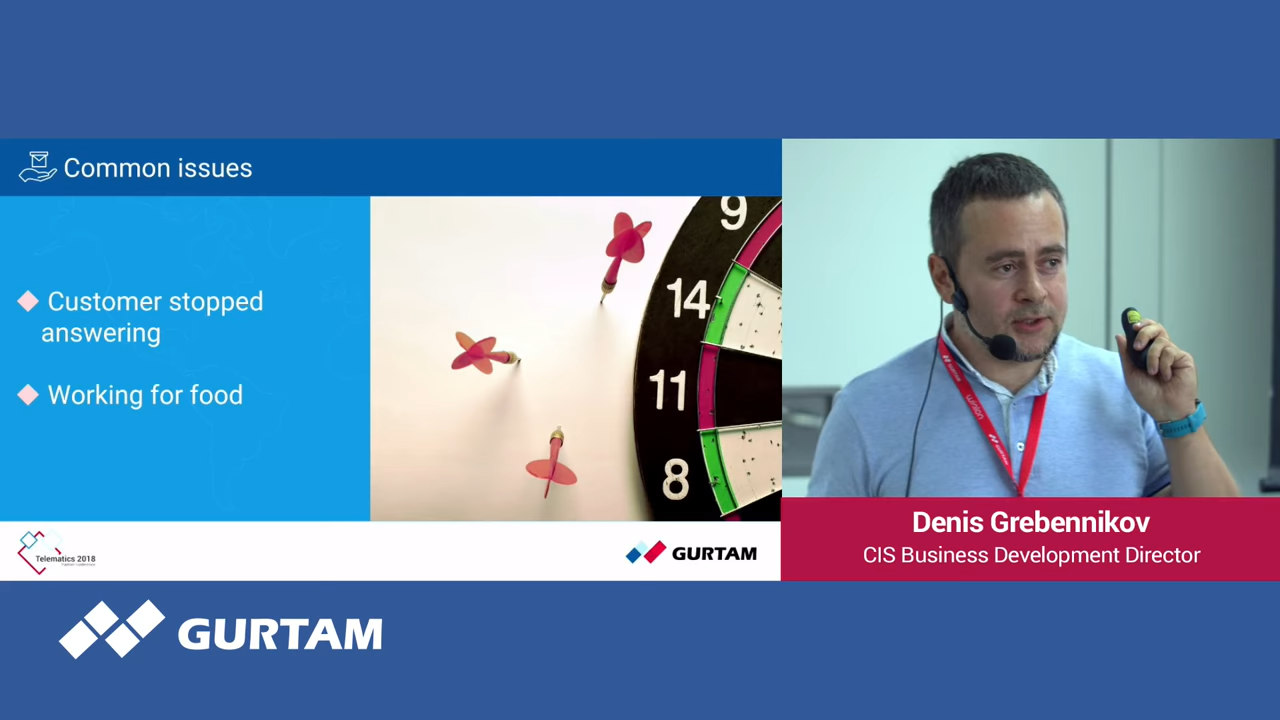 Common issues
Customer stopped
answering
Working for food
9
14
11
8
Telematics 2018
GURTAM
Denis Grebennikov
CIS Business Development Director
GURTAM